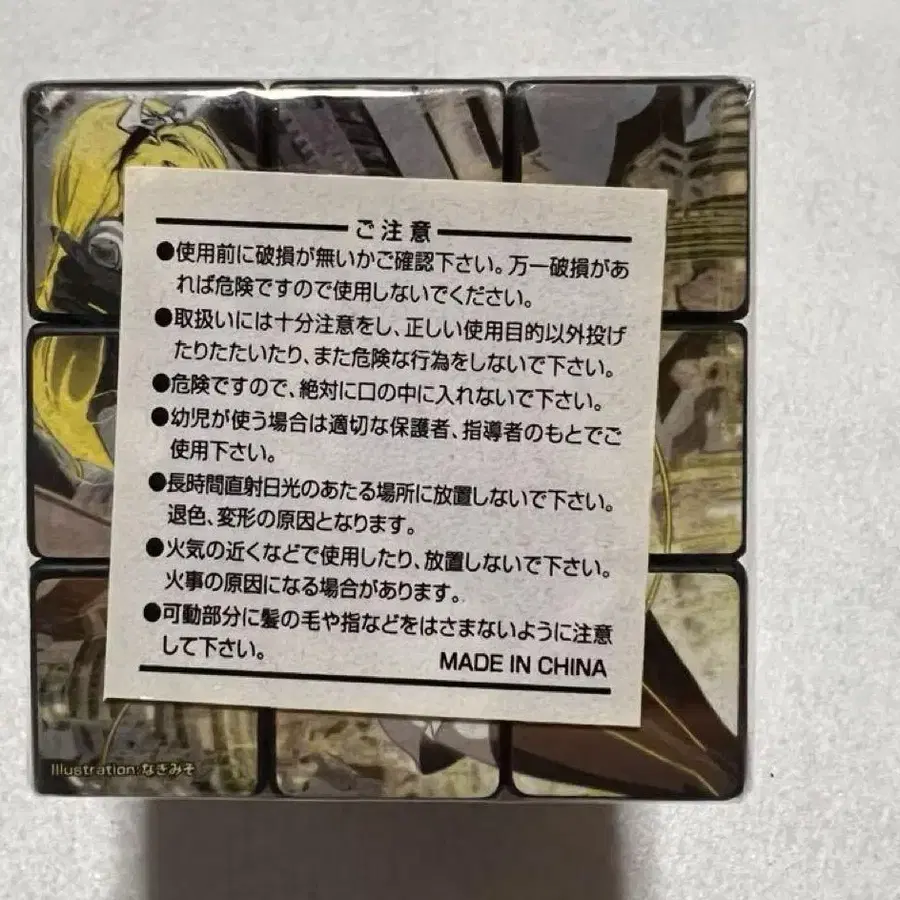 ご注意
●使用前に破損が無いかご確認下さい。万一破損があ
れば危険ですので使用しないでください。
●取扱いには十分注意をし、正しい使用目的以外投げ
たりたたいたり、また危険な行為をしないで下さい。
●危険ですので、絶対に口の中に入れないで下さい。
●幼児が使う場合は適切な保護者、指導者のもとでご
使用下さい。
●長時間直射日光のあたる場所に放置しないで下さい。
退色、変形の原因となります。
●火気の近くなどで使用したり、放置しないで下さい。
火事の原因になる場合があります。
●可動部分に髪の毛や指などをはさまないように注意
して下さい。
MADE IN CHINA
Illustration:なぎみそ